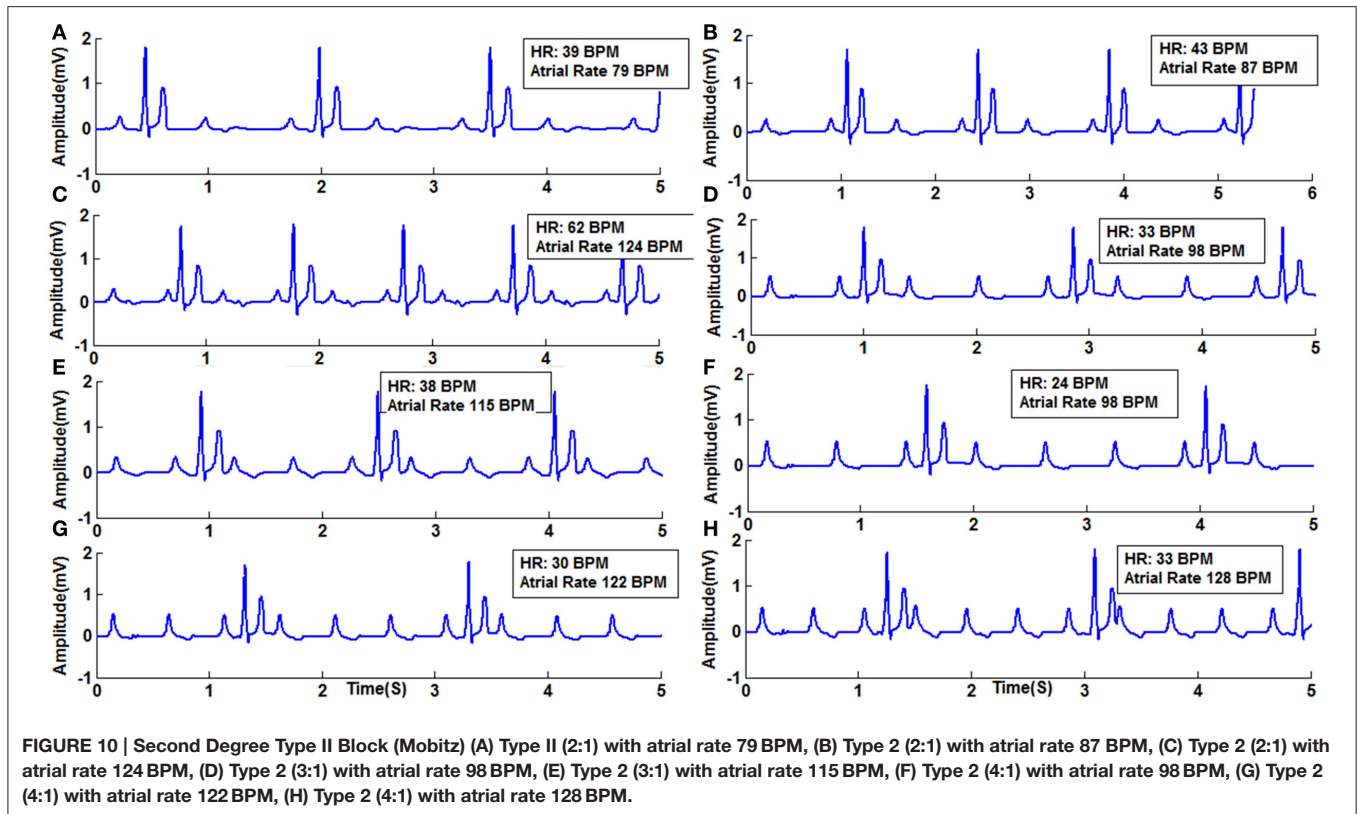 A
HR: 39 BPM
Atrial Rate 79 BPM
Amplitude(mV)
2
1
0
-1
0 1 2 3 4 5
B
HR: 43 BPM
Atrial Rate 87 BPM
Amplitude(mV)
2
1
0
-1
0 1 2 3 4 5 6
C
HR: 62 BPM
Atrial Rate 124 BPM
Amplitude(mV)
2
1
0
-1
0 1 2 3 4 5
D
HR: 33 BPM
Atrial Rate 98 BPM
Amplitude(mV)
2
1
0
-1
0 1 2 3 4 5
E
HR: 38 BPM
Atrial Rate 115 BPM
Amplitude(mV)
2
1
0
-1
0 1 2 3 4 5
F
HR: 24 BPM
Atrial Rate 98 BPM
Amplitude(mV)
2
1
0
-1
0 1 2 3 4 5
G
HR: 30 BPM
Atrial Rate 122 BPM
Amplitude(mV)
2
1
0
-1
0 1 2 3 4 5
Time(S)
H
HR: 33 BPM
Atrial Rate 128 BPM
Amplitude(mV)
2
1
0
-1
0 1 2 3 4 5
Time(S)
FIGURE 10 | Second Degree Type II Block (Mobitz) (A) Type II (2:1) with atrial rate 79 BPM, (B) Type 2 (2:1) with atrial rate 87 BPM, (C) Type 2 (2:1) with
atrial rate 124 BPM, (D) Type 2 (3:1) with atrial rate 98 BPM, (E) Type 2 (3:1) with atrial rate 115 BPM, (F) Type 2 (4:1) with atrial rate 98 BPM, (G) Type 2
(4:1) with atrial rate 122 BPM, (H) Type 2 (4:1) with atrial rate 128 BPM.